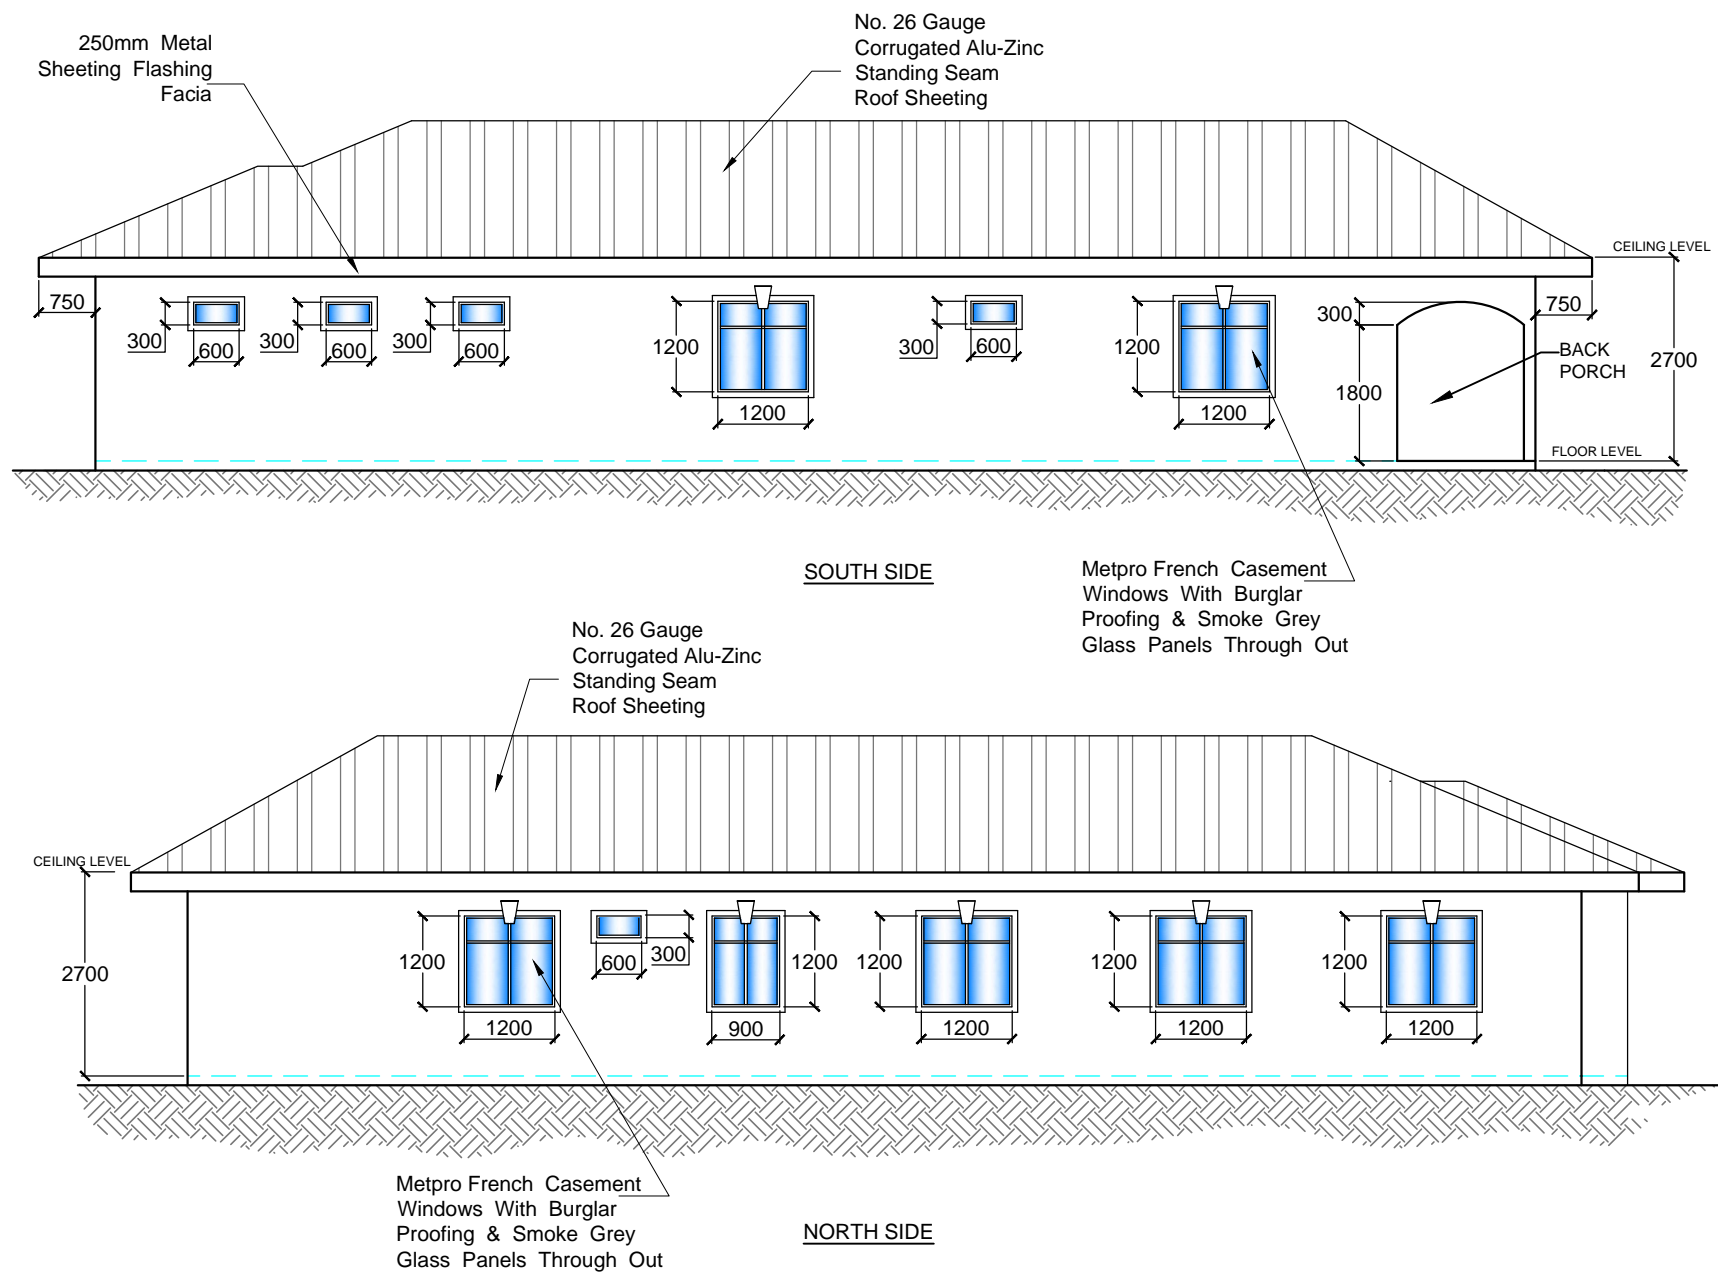 250mm Metal
Sheeting Flashing
Facia
No. 26 Gauge
Corrugated Alu-Zinc
Standing Seam
Roof Sheeting
CEILING LEVEL
750
300
600
300
600
300
600
1200
1200
300
600
1200
1200
300
1800
BACK
PORCH
750
2700
FLOOR LEVEL
SOUTH SIDE
Metpro French Casement
Windows With Burglar
Proofing & Smoke Grey
Glass Panels Through Out
No. 26 Gauge
Corrugated Alu-Zinc
Standing Seam
Roof Sheeting
CEILING LEVEL
2700
1200
1200
600
300
900
1200
1200
1200
1200
1200
1200
1200
Metpro French Casement
Windows With Burglar
Proofing & Smoke Grey
Glass Panels Through Out
NORTH SIDE